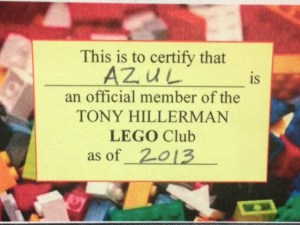 This is to certify that
AZUL is
an official member of the
TONY HILLERMAN
LEGO Club
as of 2013